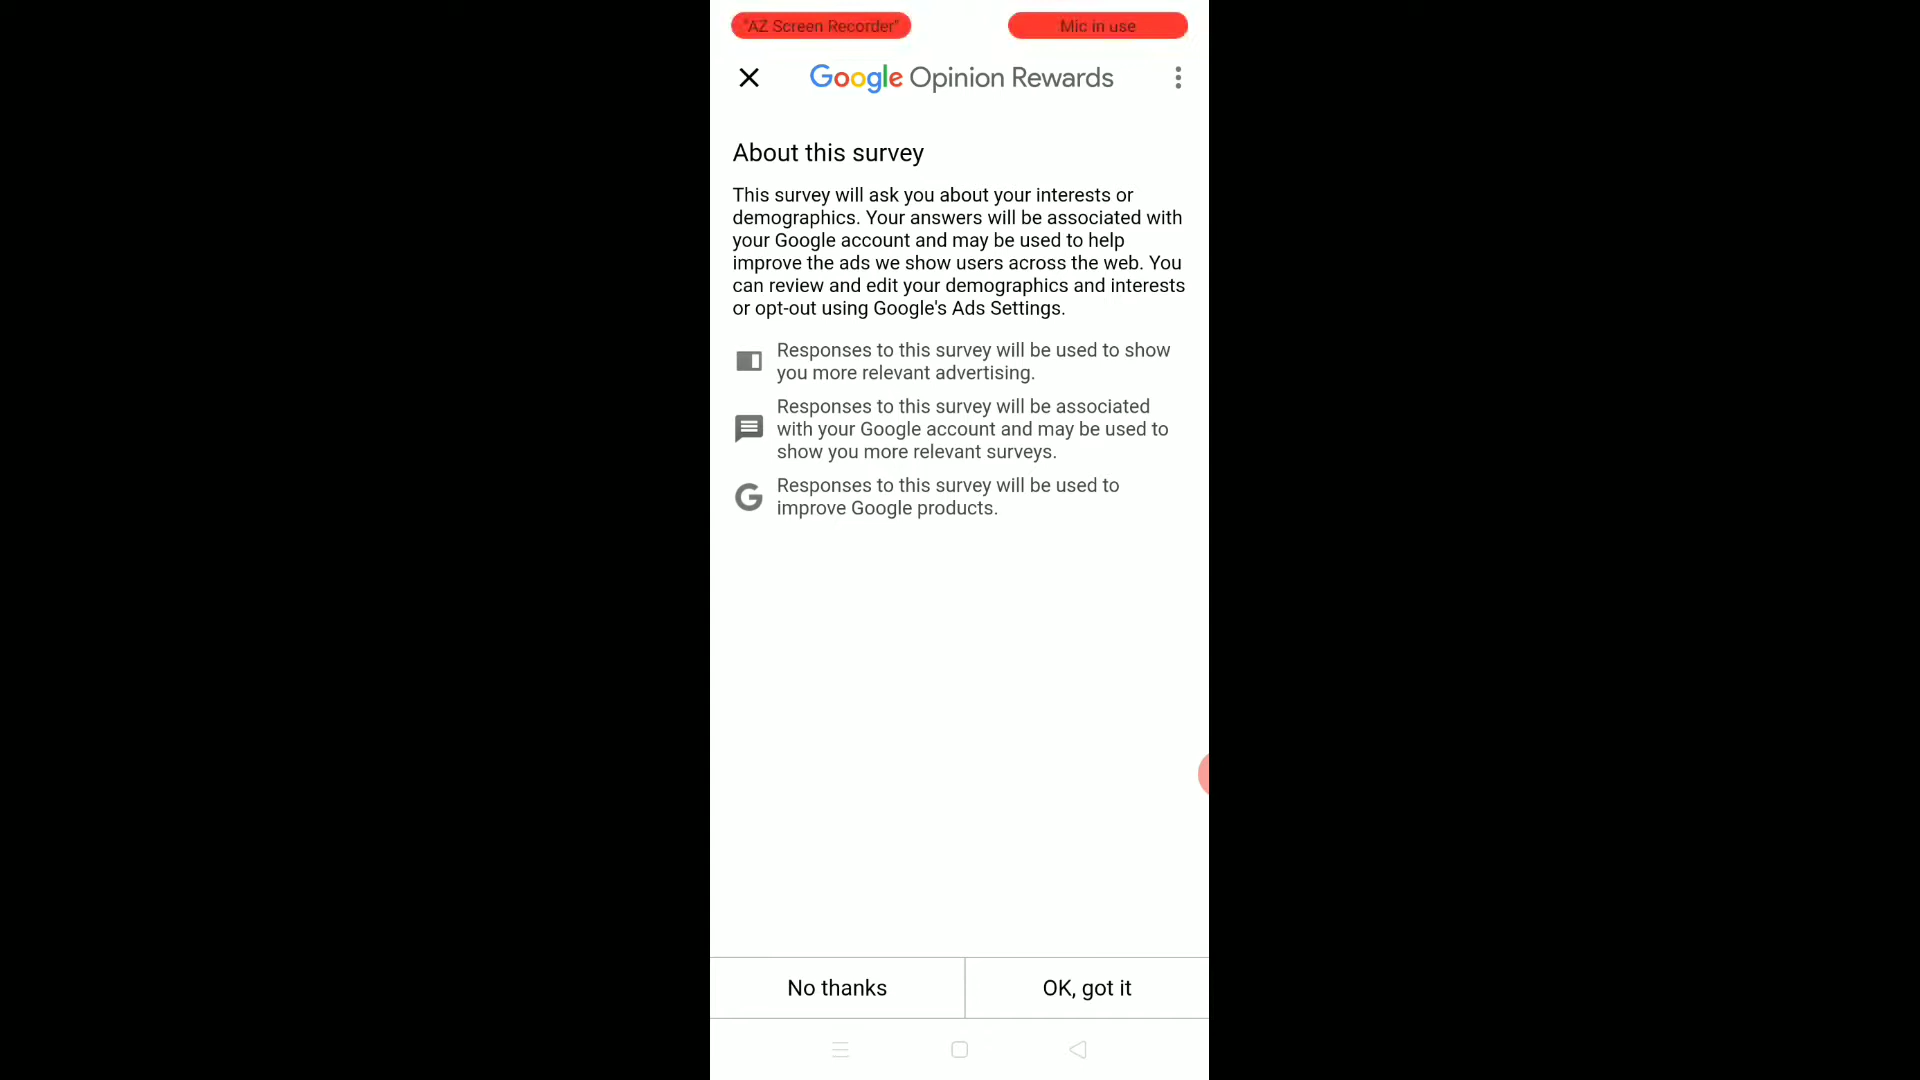 "AZ Screen Recorder"
Mic in use
Google Opinion Rewards
About this survey
This survey will ask you about your interests or
demographics. Your answers will be associated with
your Google account and may be used to help
improve the ads we show users across the web. You
can review and edit your demographics and interests
or opt-out using Google's Ads Settings.
Responses to this survey will be used to show
you more relevant advertising.
Responses to this survey will be associated
with your Google account and may be used to
show you more relevant surveys.
G
Responses to this survey will be used to
improve Google products.
No thanks
OK, got it